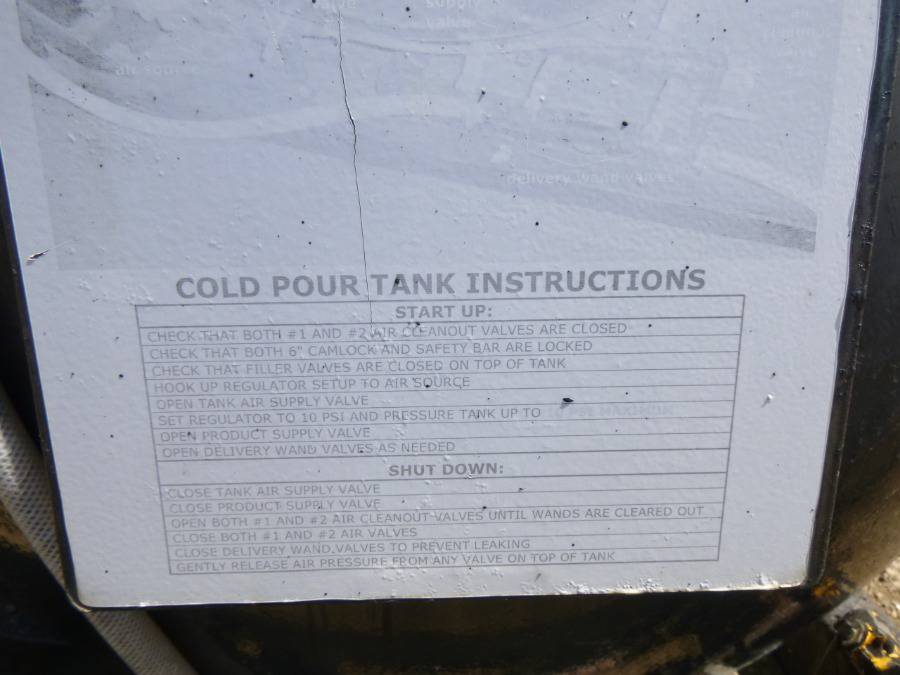 supply
valve
air source
delivery wand valves
COLD POUR TANK INSTRUCTIONS
START UP:
CHECK THAT BOTH #1 AND #2 AIR CLEANOUT VALVES ARE CLOSED
CHECK THAT BOTH 6" CAMLOCK AND SAFETY BAR ARE LOCKED
CHECK THAT FILLER VALVES ARE CLOSED ON TOP OF TANK
HOOK UP REGULATOR SETUP TO AIR SOURCE
OPEN TANK AIR SUPPLY VALVE
SET REGULATOR TO 10 PSI AND PRESSURE TANK UP TO 10 PSI MAXIMUM
OPEN PRODUCT SUPPLY VALVE
OPEN DELIVERY WAND VALVES AS NEEDED
SHUT DOWN:
CLOSE TANK AIR SUPPLY VALVE
CLOSE PRODUCT SUPPLY VALVE
OPEN BOTH #1 AND #2 AIR CLEANOUT VALVES UNTIL WANDS ARE CLEARED OUT
CLOSE BOTH #1 AND #2 AIR VALVES
CLOSE DELIVERY WAND VALVES TO PREVENT LEAKING
GENTLY RELEASE AIR PRESSURE FROM ANY VALVE ON TOP OF TANK